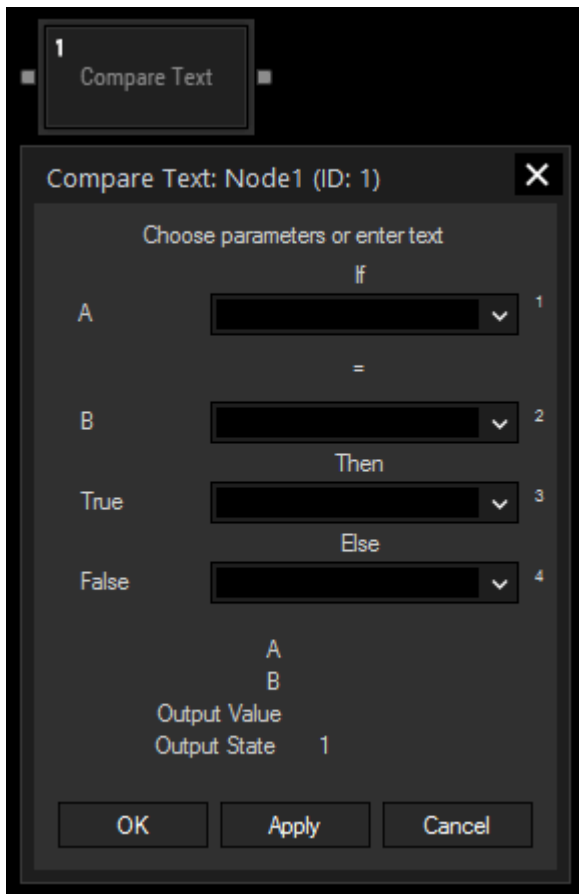 1
Compare Text
Compare Text: Node1 (ID: 1)
Choose parameters or enter text
If
A 1
=
B 2
Then
True 3
Else
False 4
A
B
Output Value
Output State 1
OK Apply Cancel